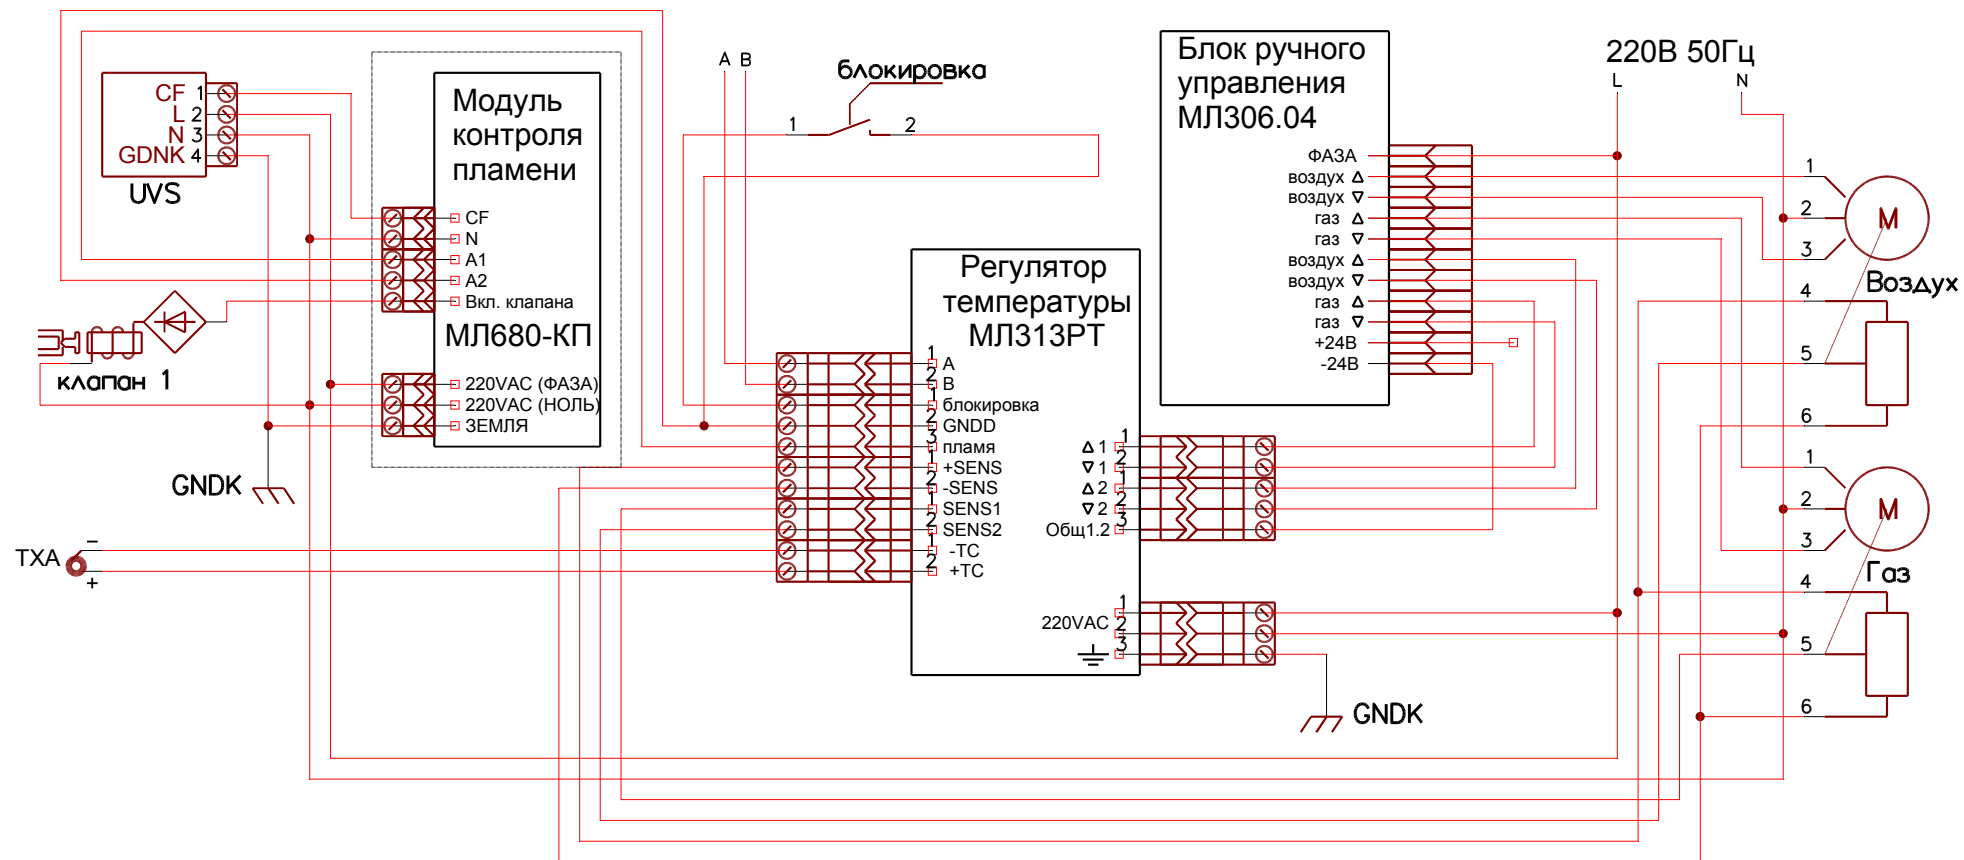 CF 1
L 2
N 3
GDNK 4
UVS
Модуль
контроля
пламени
CF
N
A1
A2
Вкл. клапана
МЛ680-КП
220VAC (ФАЗА)
220VAC (НОЛЬ)
ЗЕМЛЯ
клапан 1
GNDK
ТХА
−
+
A B
блокировка
1 2
Регулятор
температуры
МЛ313РТ
1 A
2 B
1 блокировка
2 GNDD
3 пламя
1 +SENS
2 -SENS
1 SENS1
2 SENS2
1 -TC
2 +TC
△ 1 1
▽ 1 2
△ 2 1
▽ 2 2
Общ1.2 3
220VAC
1
2
3
GNDK
Блок ручного
управления
МЛ306.04
ФАЗА
воздух △
воздух ▽
газ △
газ ▽
воздух △
воздух ▽
газ △
газ ▽
+24В
-24В
220В 50Гц
L N
1
2
3
M
Воздух
4
5
6
1
2
3
M
Газ
4
5
6